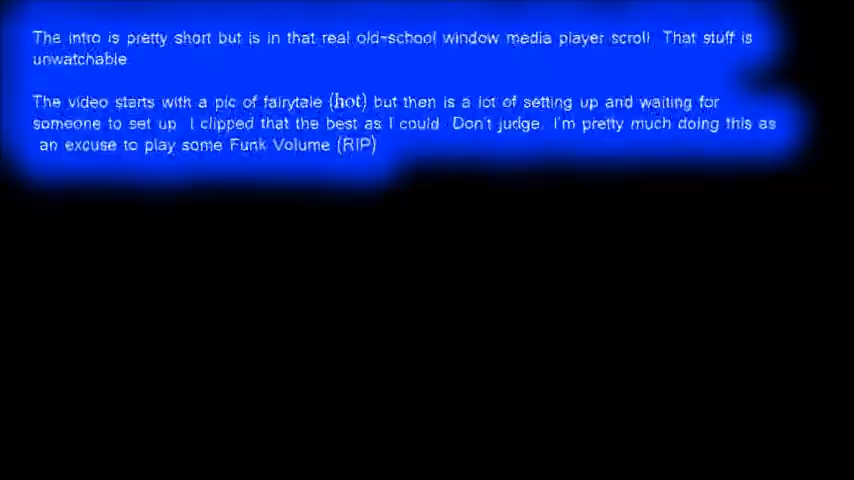 The intro is pretty short but is in that real old-school window media player scroll. That stuff is
unwatchable.
The video starts with a pic of fairytale (hot) but then is a lot of setting up and waiting for
someone to set up. I clipped that the best as I could. Don't judge. I'm pretty much doing this as
an excuse to play some Funk Volume (RIP)